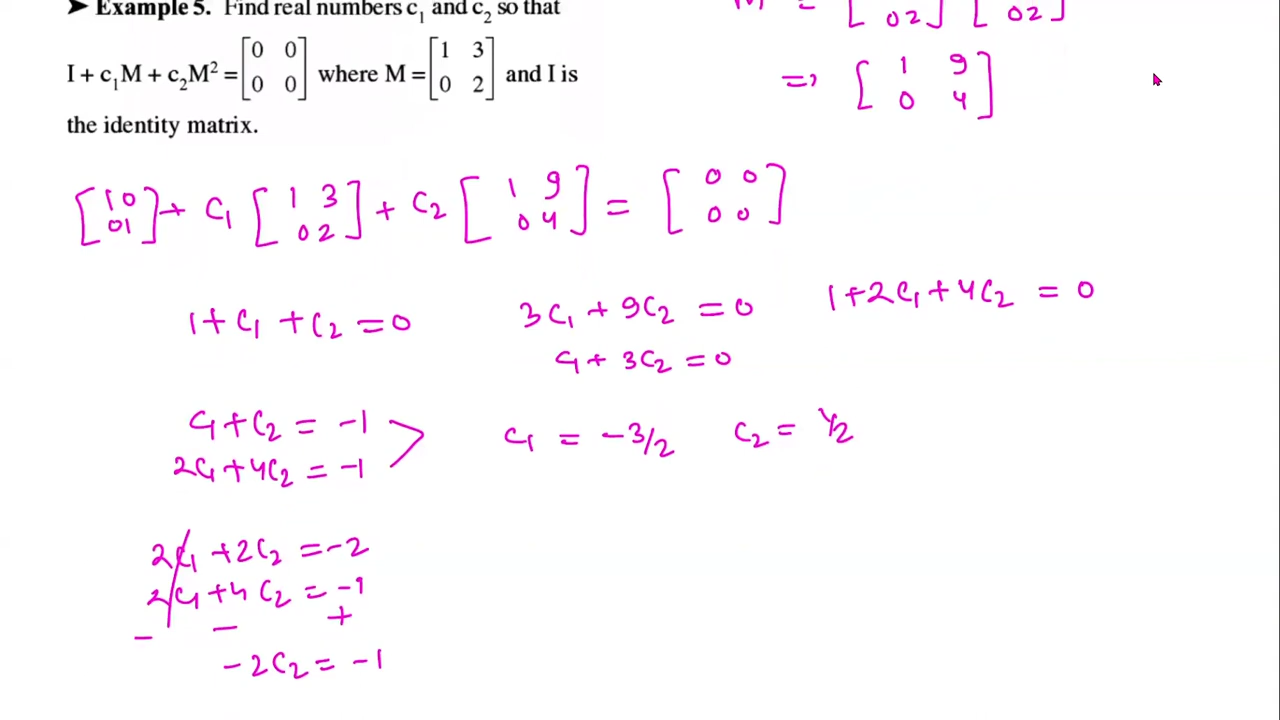 ➤ Example 5. Find real numbers c₁ and c₂ so that
I + c₁M + c₂M² = [0 0; 0 0] where M = [1 3; 0 2] and I is
the identity matrix.
[02] [02]
=> [1 9; 0 4]
[1 0; 0 1] + C₁ [1 3; 0 2] + C₂ [1 9; 0 4] = [0 0; 0 0]
1 + C₁ + C₂ = 0
3C₁ + 9C₂ = 0
C₁ + 3C₂ = 0
1 + 2C₁ + 4C₂ = 0
C₁ + C₂ = -1
2C₁ + 4C₂ = -1
C₁ = -3/2 C₂ = 1/2
2C₁ + 2C₂ = -2
2C₁ + 4C₂ = -1
- - +
-2C₂ = -1